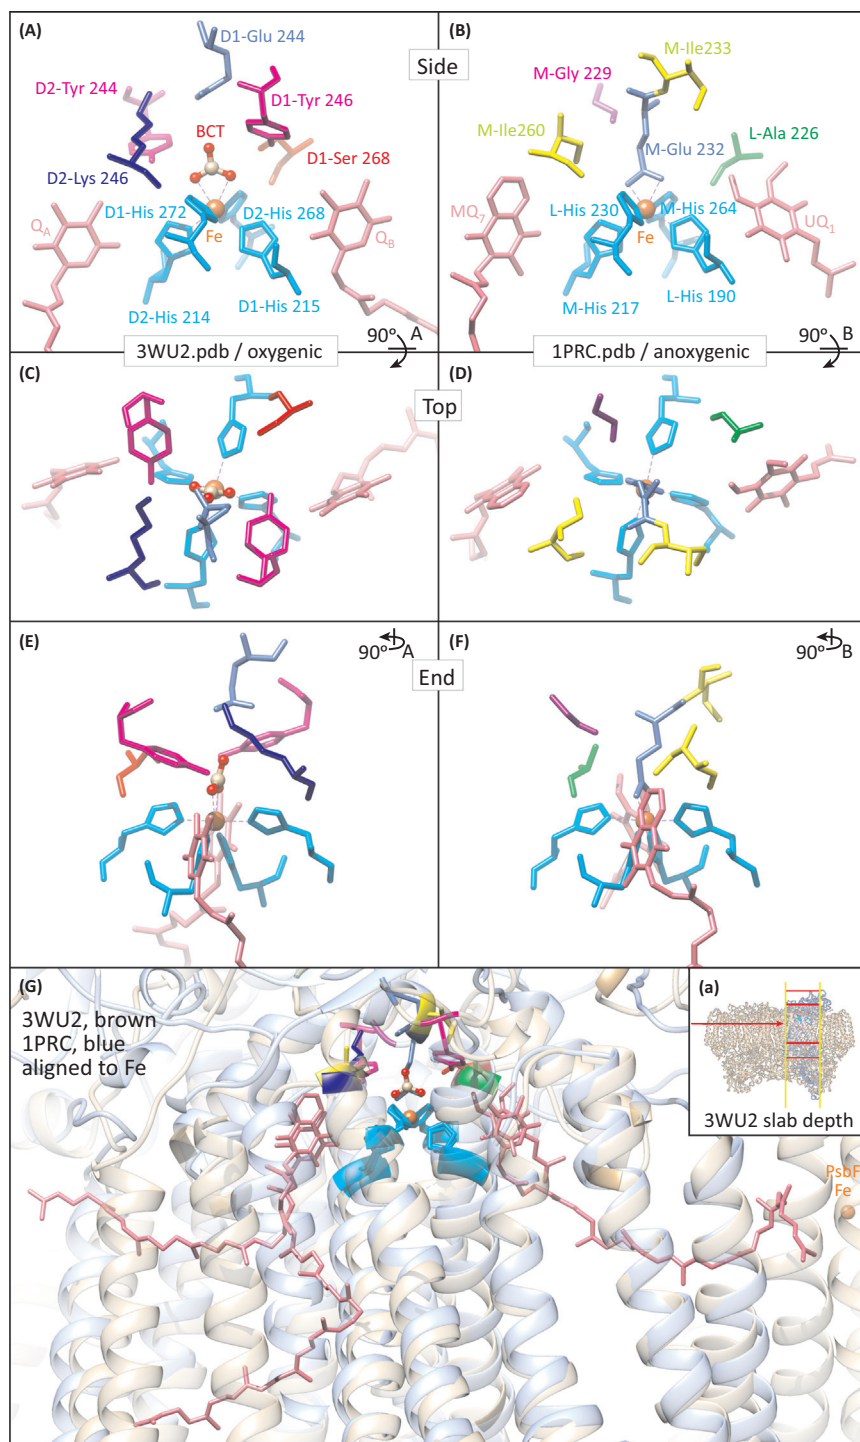 (A)
D1-Glu 244
D2-Tyr 244
D1-Tyr 246
BCT
D1-Ser 268
D2-Lys 246
D1-His 272
D2-His 268
QA
Fe
QB
D2-His 214
D1-His 215
3WU2.pdb / oxygenic
90° A
Side
(B)
M-Ile233
M-Gly 229
M-Ile260
L-Ala 226
M-Glu 232
MQ7
L-His 230
M-His 264
UQ1
Fe
M-His 217
L-His 190
1PRC.pdb / anoxygenic
90° B
(C)
Top
(D)
(E)
90° A
End
(F)
90° B
(G)
3WU2, brown
1PRC, blue
aligned to Fe
(a)
3WU2 slab depth
PsbF
Fe